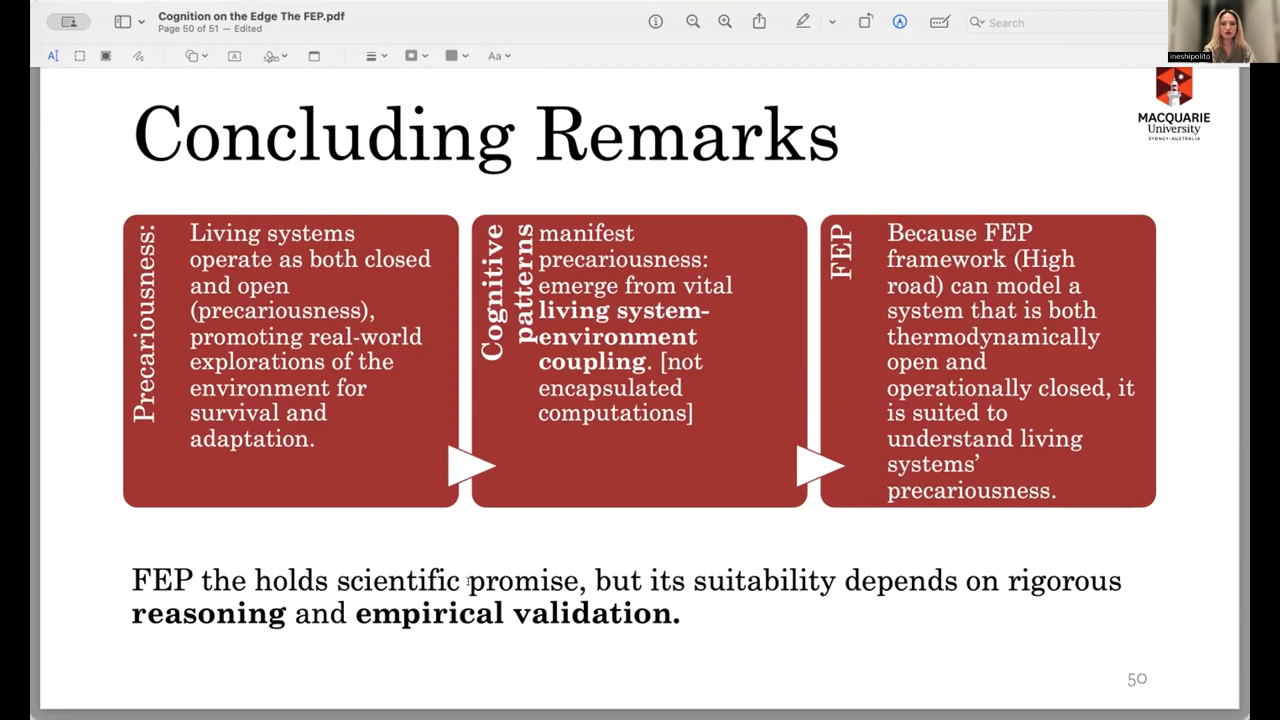 Cognition on the Edge The FEP.pdf
Page 50 of 51 — Edited
Search
Aa
ineshipolito
Concluding Remarks
MACQUARIE
University
SYDNEY·AUSTRALIA
Precariousness:
Living systems
operate as both closed
and open
(precariousness),
promoting real-world
explorations of the
environment for
survival and
adaptation.
Cognitive
patterns
manifest
precariousness:
emerge from vital
living system-
environment
coupling. [not
encapsulated
computations]
FEP
Because FEP
framework (High
road) can model a
system that is both
thermodynamically
open and
operationally closed, it
is suited to
understand living
systems’
precariousness.
FEP the holds scientific promise, but its suitability depends on rigorous
reasoning and empirical validation.
50